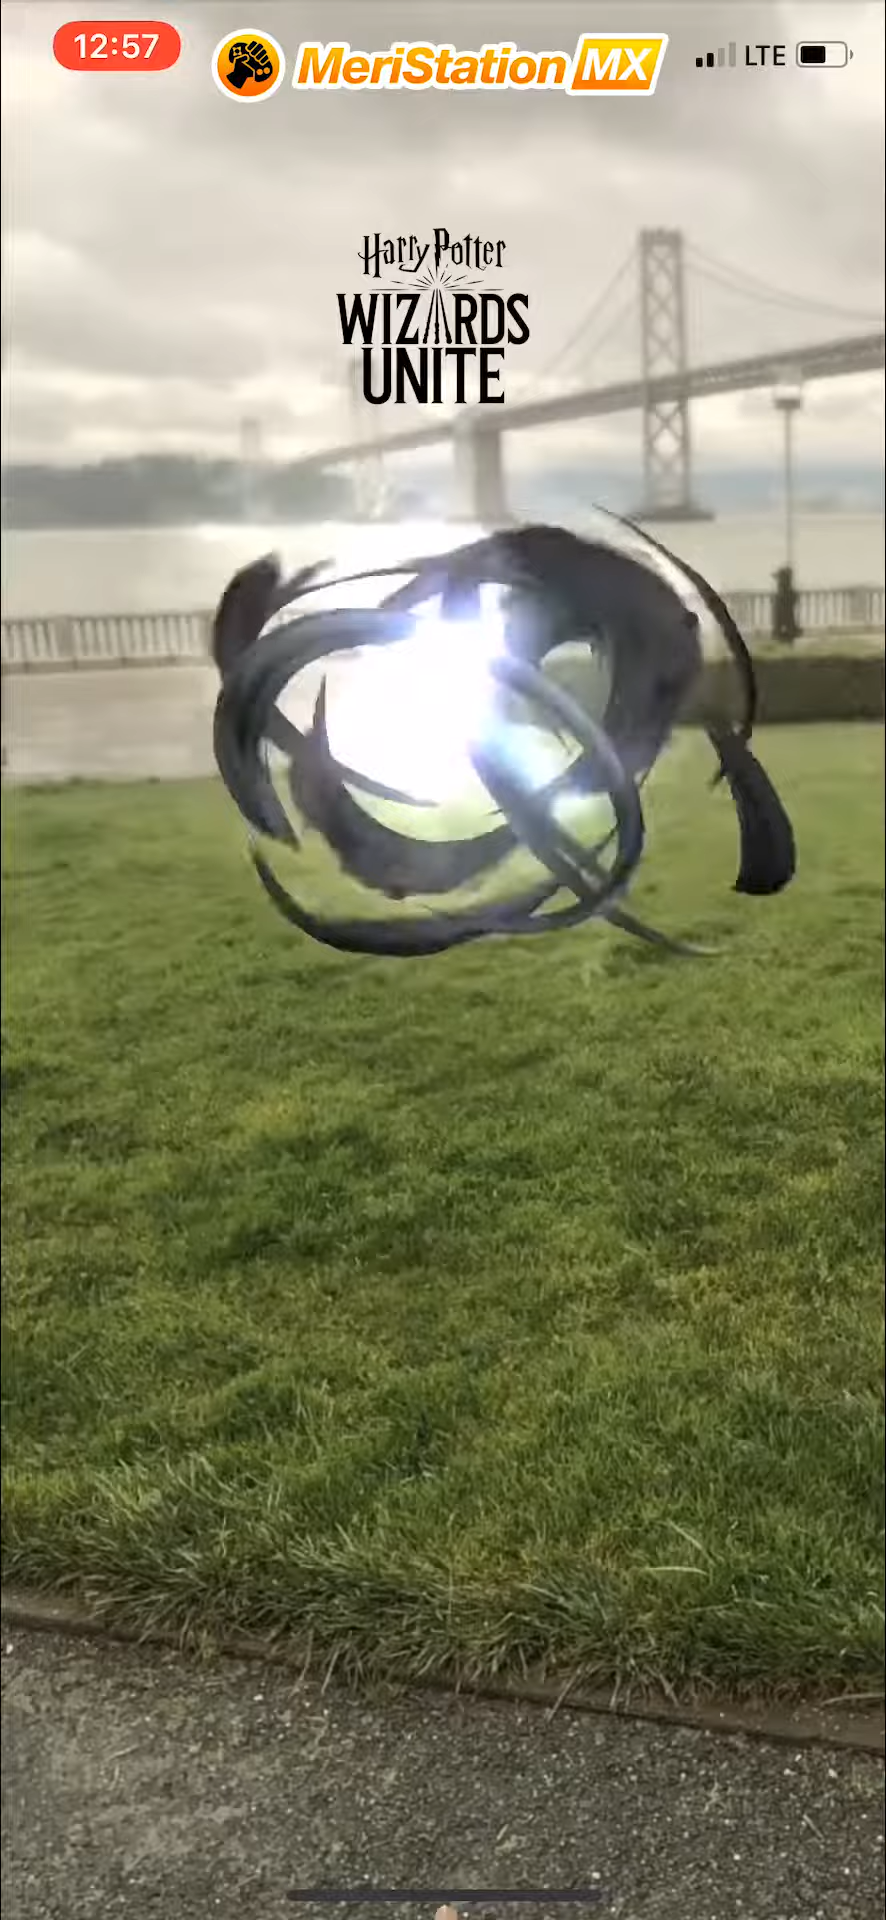 12:57
MeriStation MX
LTE
Harry Potter
WIZARDS
UNITE